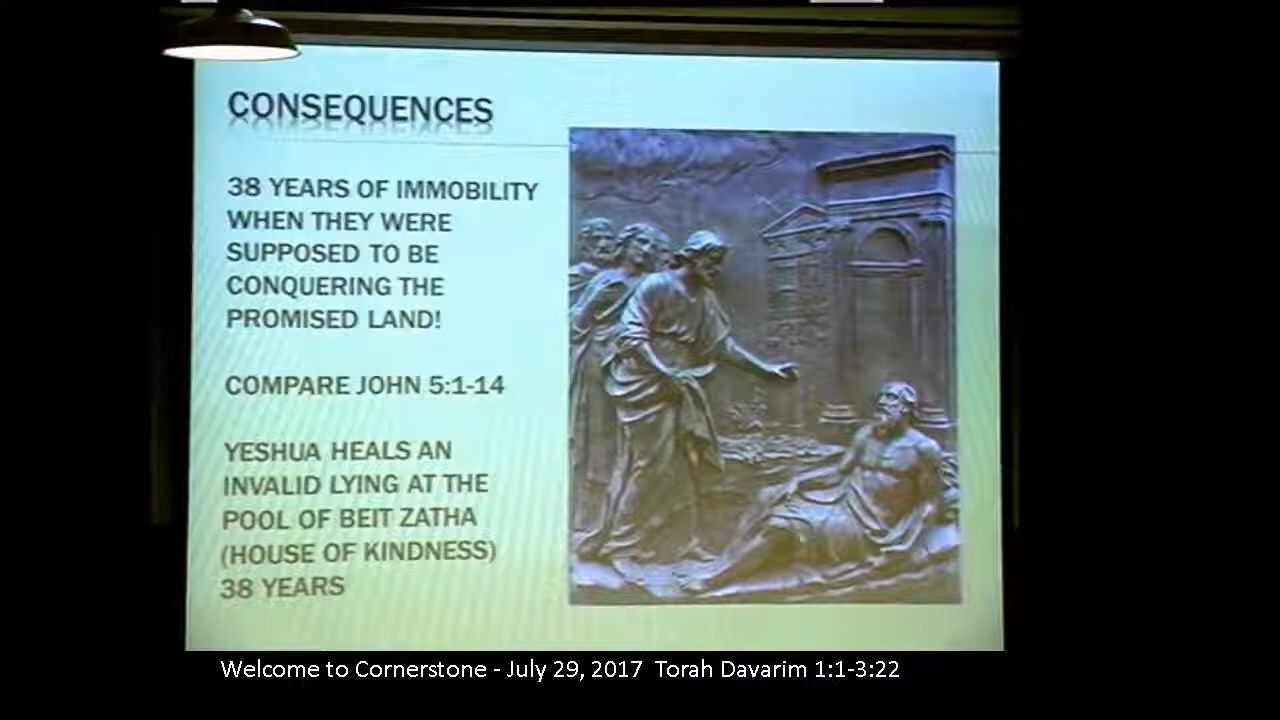 CONSEQUENCES
38 YEARS OF IMMOBILITY
WHEN THEY WERE
SUPPOSED TO BE
CONQUERING THE
PROMISED LAND!
COMPARE JOHN 5:1-14
YESHUA HEALS AN
INVALID LYING AT THE
POOL OF BEIT ZATHA
(HOUSE OF KINDNESS)
38 YEARS
Welcome to Cornerstone - July 29, 2017 Torah Davarim 1:1-3:22